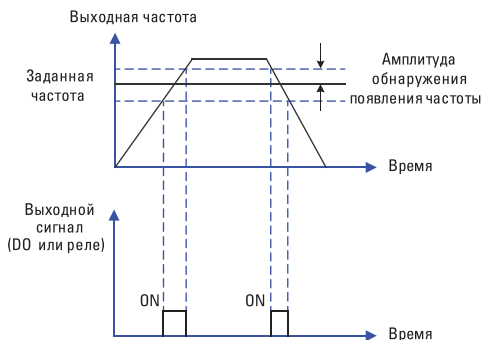 Выходная частота
Заданная
частота
Амплитуда
обнаружения
появления частоты
Время
Выходной
сигнал
(DO или реле)
ON
ON
Время